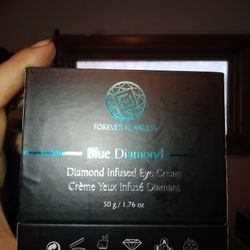 FOREVER FLAWLESS
Blue Diamond
Diamond Infused Eye Cream
Crème Yeux Infusé Diamant
50 g / 1.76 oz